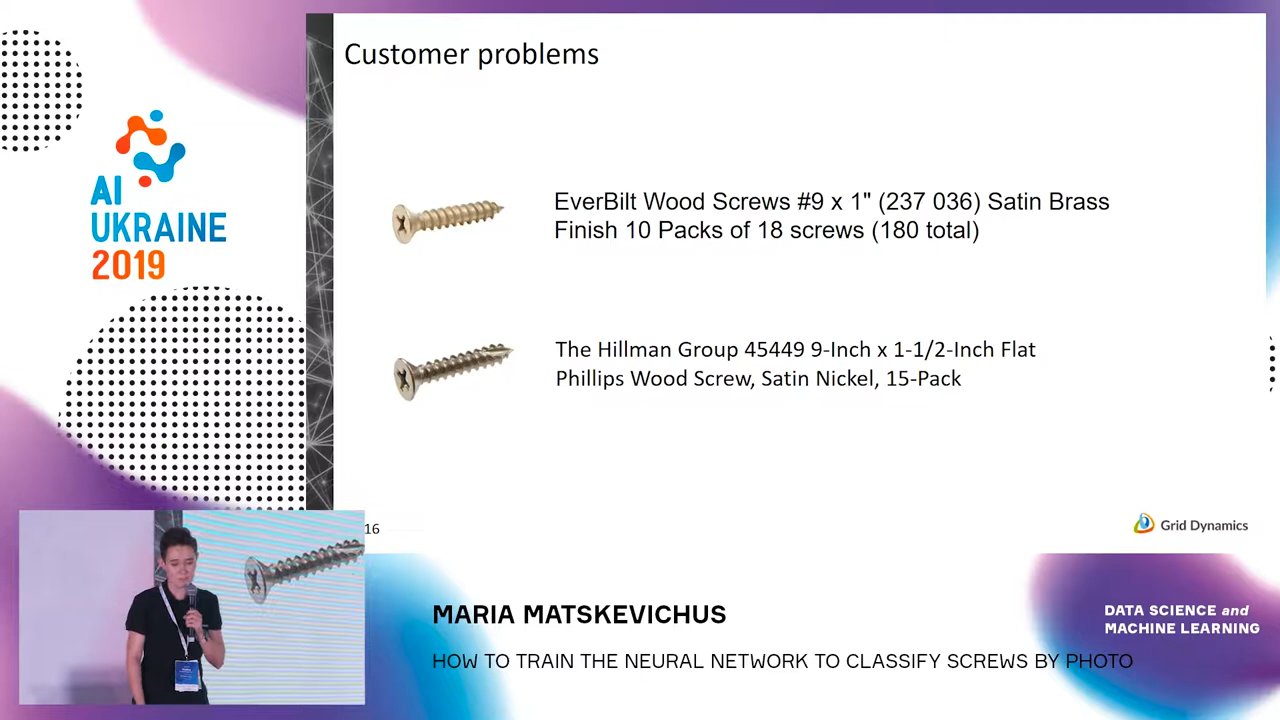 Customer problems
AI
UKRAINE
2019
EverBilt Wood Screws #9 x 1" (237 036) Satin Brass
Finish 10 Packs of 18 screws (180 total)
The Hillman Group 45449 9-Inch x 1-1/2-Inch Flat
Phillips Wood Screw, Satin Nickel, 15-Pack
16
Grid Dynamics
MARIA MATSKEVICHUS
HOW TO TRAIN THE NEURAL NETWORK TO CLASSIFY SCREWS BY PHOTO
DATA SCIENCE and
MACHINE LEARNING